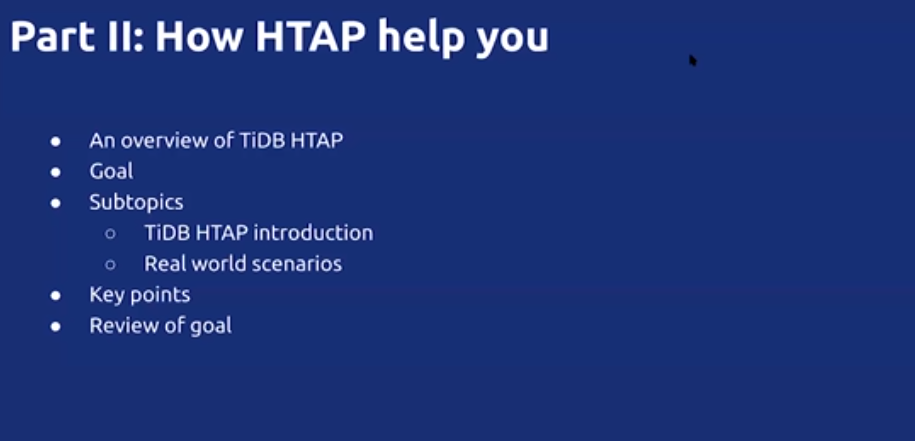 Part II: How HTAP help you
● An overview of TiDB HTAP
● Goal
● Subtopics
○ TiDB HTAP introduction
○ Real world scenarios
● Key points
● Review of goal